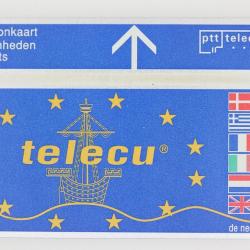 onkaart
nheden
ts
ptt telec
telecu®
de ne